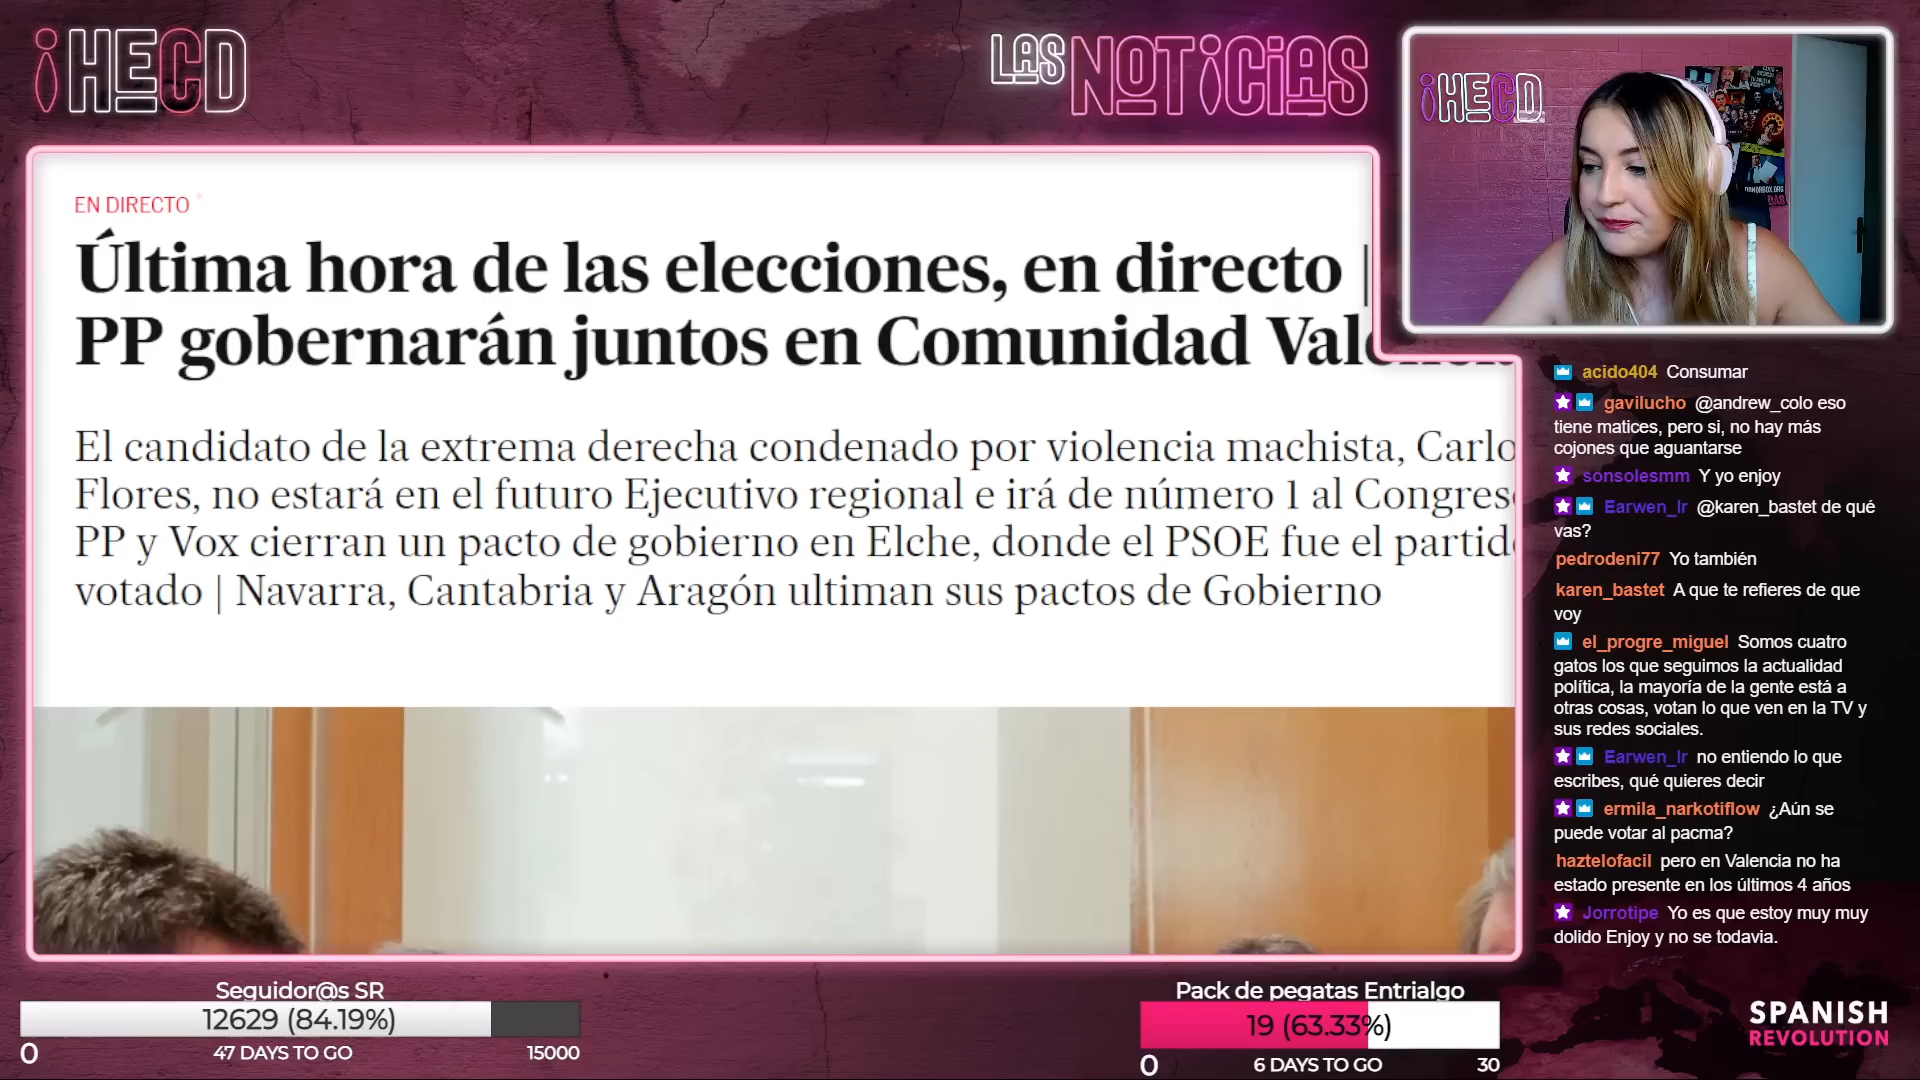 ¡HECD
LAS NOTICIAS
¡HECD
EN DIRECTO
Última hora de las elecciones, en directo |
PP gobernarán juntos en Comunidad
El candidato de la extrema derecha condenado por violencia machista, Carlo
Flores, no estará en el futuro Ejecutivo regional e irá de número 1 al Congres
PP y Vox cierran un pacto de gobierno en Elche, donde el PSOE fue el partid
votado | Navarra, Cantabria y Aragón ultiman sus pactos de Gobierno
acido404 Consumar
gavilucho @andrew_colo eso
tiene matices, pero si, no hay más
cojones que aguantarse
sonsolesmm Y yo enjoy
Earwen_lr @karen_bastet de qué
vas?
pedrodeni77 Yo también
karen_bastet A que te refieres de que
voy
el_progre_miguel Somos cuatro
gatos los que seguimos la actualidad
política, la mayoría de la gente está a
otras cosas, votan lo que ven en la TV y
sus redes sociales.
Earwen_lr no entiendo lo que
escribes, qué quieres decir
ermila_narkotiflow ¿Aún se
puede votar al pacma?
haztelofacil pero en Valencia no ha
estado presente en los últimos 4 años
Jorrotipe Yo es que estoy muy muy
dolido Enjoy y no se todavia.
Seguidor@s SR
12629 (84.19%)
0 47 DAYS TO GO 15000
Pack de pegatas Entrialgo
19 (63.33%)
0 6 DAYS TO GO 30
SPANISH
REVOLUTION